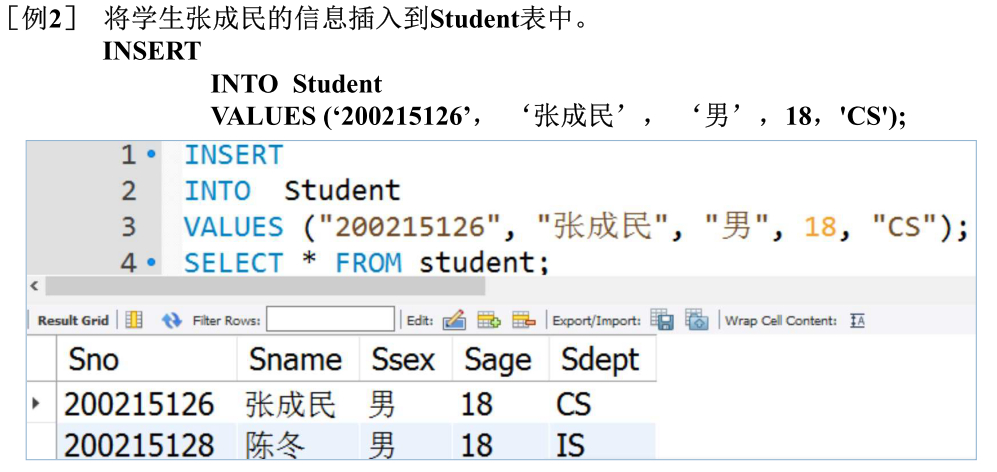 ［例2］ 将学生张成民的信息插入到Student表中。
INSERT
INTO Student
VALUES (‘200215126’, ‘张成民’, ‘男’,18,'CS');
1 INSERT
2 INTO Student
3 VALUES ("200215126", "张成民", "男", 18, "CS");
4 SELECT * FROM student;
Result Grid Filter Rows: Edit: Export/Import: Wrap Cell Content: IA
Sno Sname Ssex Sage Sdept
200215126 张成民 男 18 CS
200215128 陈冬 男 18 IS